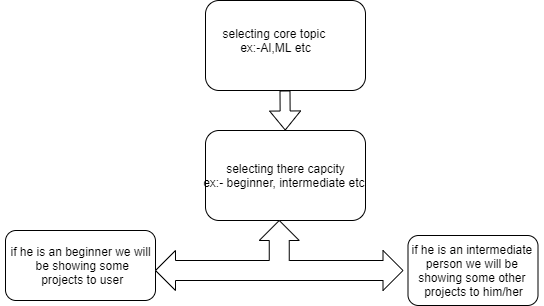 selecting core topic
ex:-AI,ML etc
selecting there capcity
ex:- beginner, intermediate etc
if he is an beginner we will
be showing some
projects to user
if he is an intermediate
person we will be
showing some other
projects to him/her